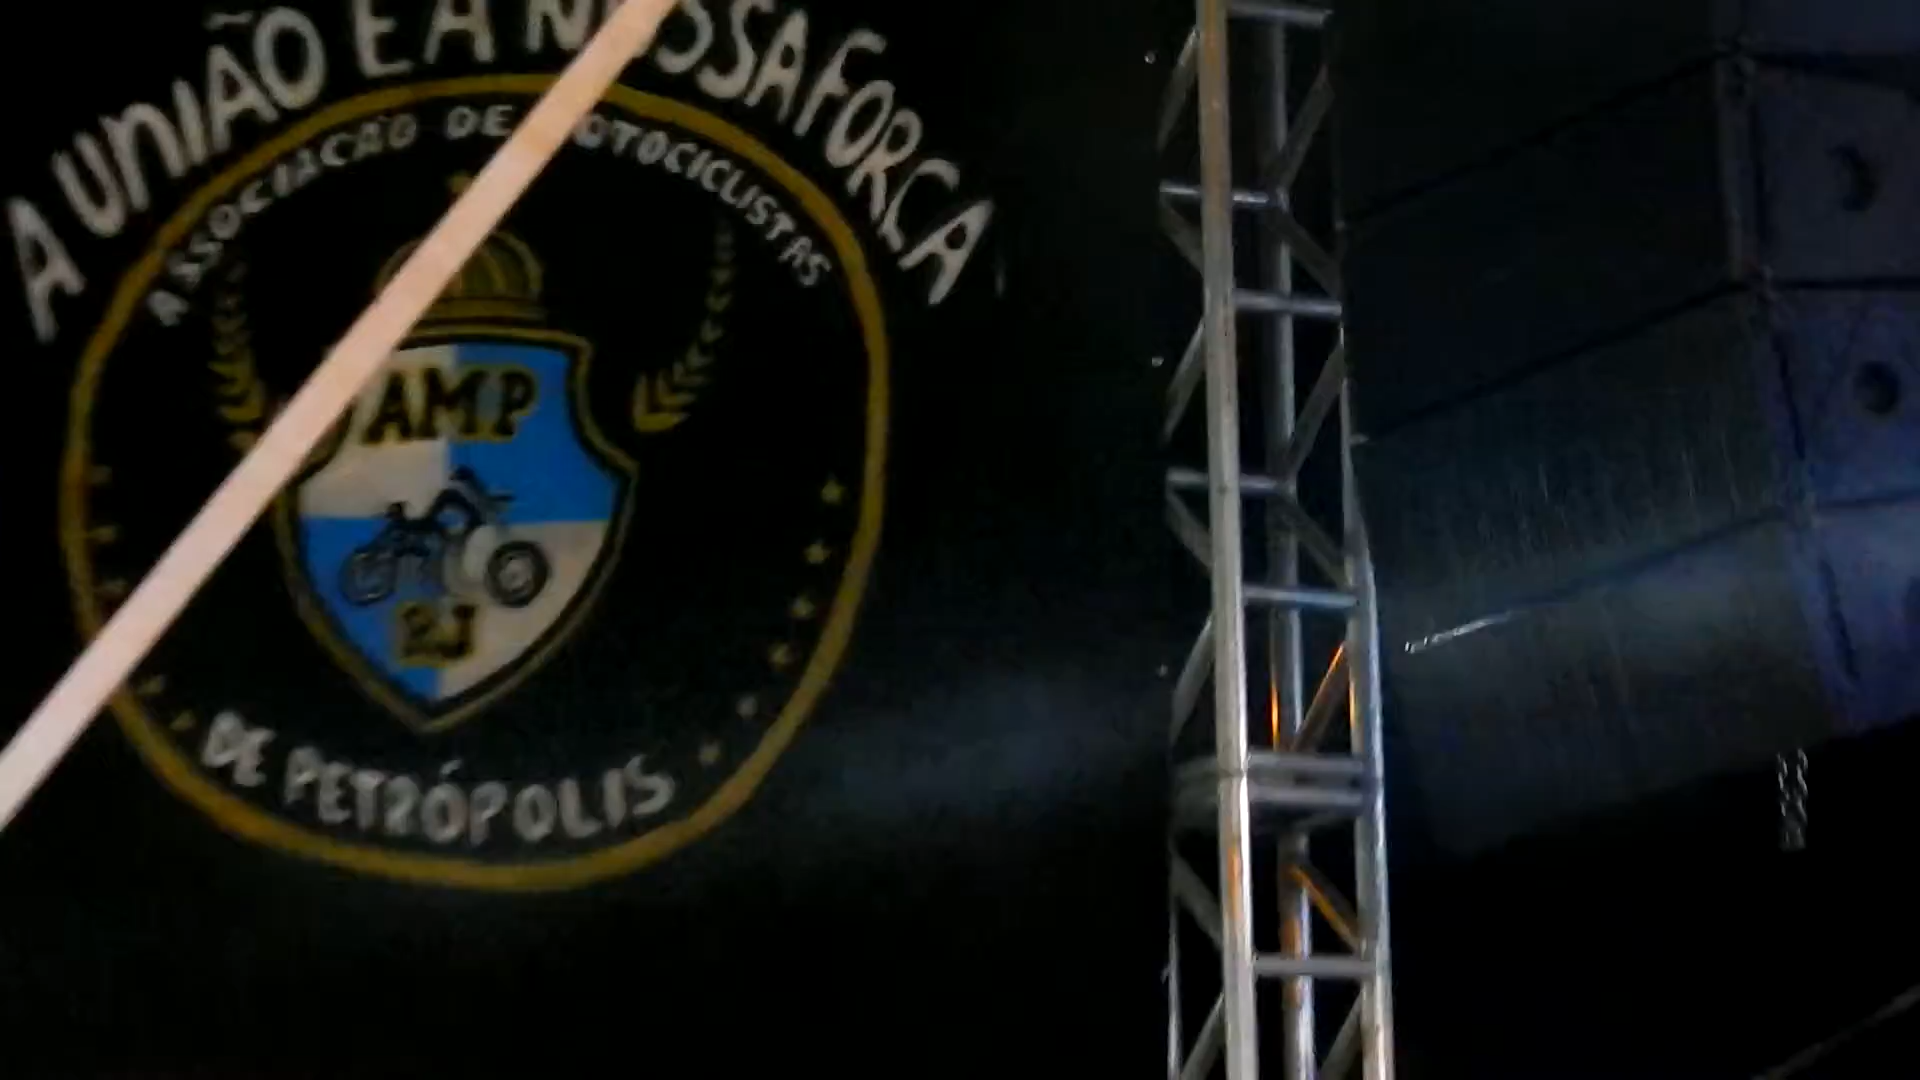 A UNIÃO É A NOSSA FORÇA
ASSOCIAÇÃO DE MOTOCICLISTAS
AMP
RJ
DE PETRÓPOLIS